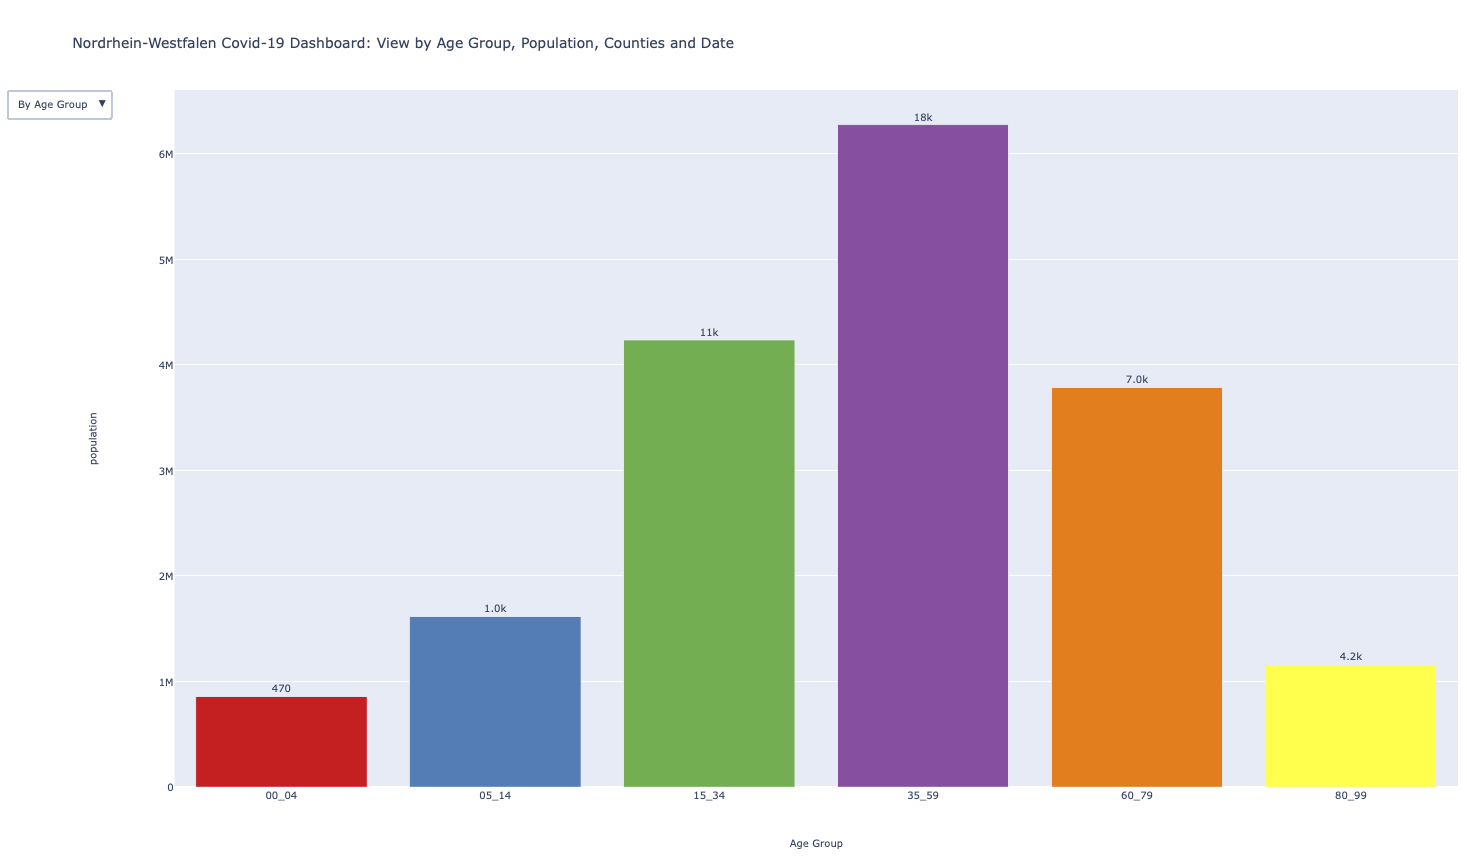 Nordrhein-Westfalen Covid-19 Dashboard: View by Age Group, Population, Counties and Date
By Age Group ▼
18k
6M
5M
11k
4M
7.0k
population
3M
2M
1.0k
4.2k
470
1M
0
00_04 05_14 15_34 35_59 60_79 80_99
Age Group